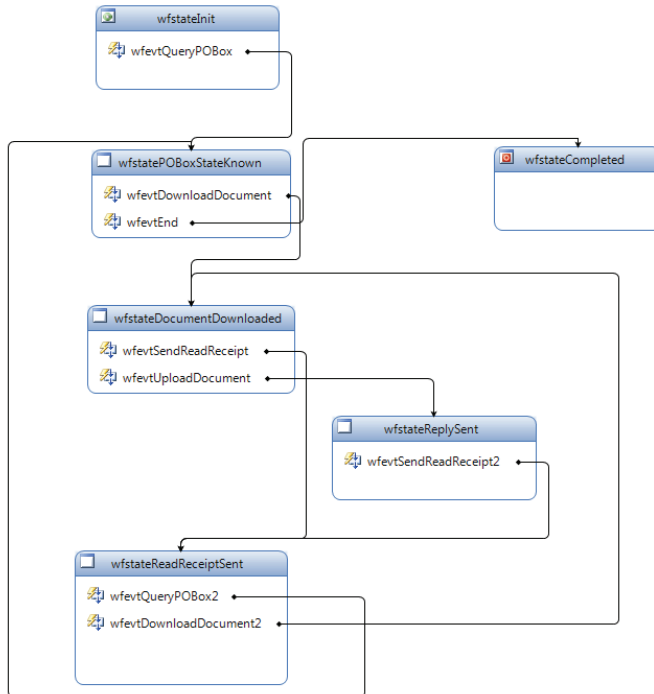 wfstateInit
wfevtQueryPOBox
wfstatePOBoxStateKnown
wfevtDownloadDocument
wfevtEnd
wfstateCompleted
wfstateDocumentDownloaded
wfevtSendReadReceipt
wfevtUploadDocument
wfstateReplySent
wfevtSendReadReceipt2
wfstateReadReceiptSent
wfevtQueryPOBox2
wfevtDownloadDocument2